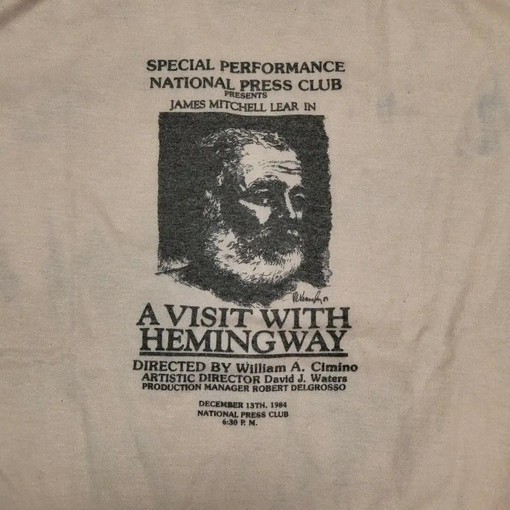 SPECIAL PERFORMANCE
NATIONAL PRESS CLUB
PRESENTS
JAMES MITCHELL LEAR IN
A VISIT WITH
HEMINGWAY
DIRECTED BY William A. Cimino
ARTISTIC DIRECTOR David J. Waters
PRODUCTION MANAGER ROBERT DELGROSSO
DECEMBER 13TH, 1984
NATIONAL PRESS CLUB
6:30 P. M.